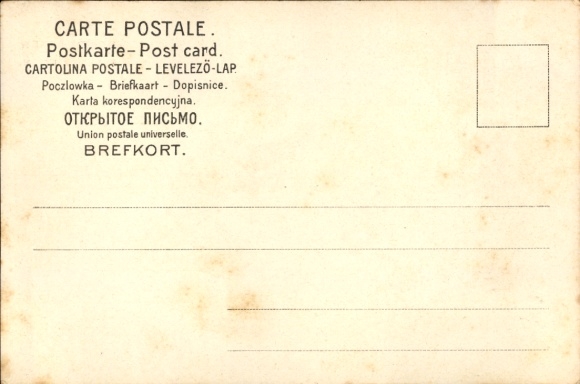 CARTE POSTALE.
Postkarte – Post card.
CARTOLINA POSTALE – LEVELEZŐ-LAP.
Poczlowka – Briefkaart – Dopisnice.
Karta korespondencyjna.
ОТКРЫТОЕ ПИСЬМО.
Union postale universelle.
BREFKORT.